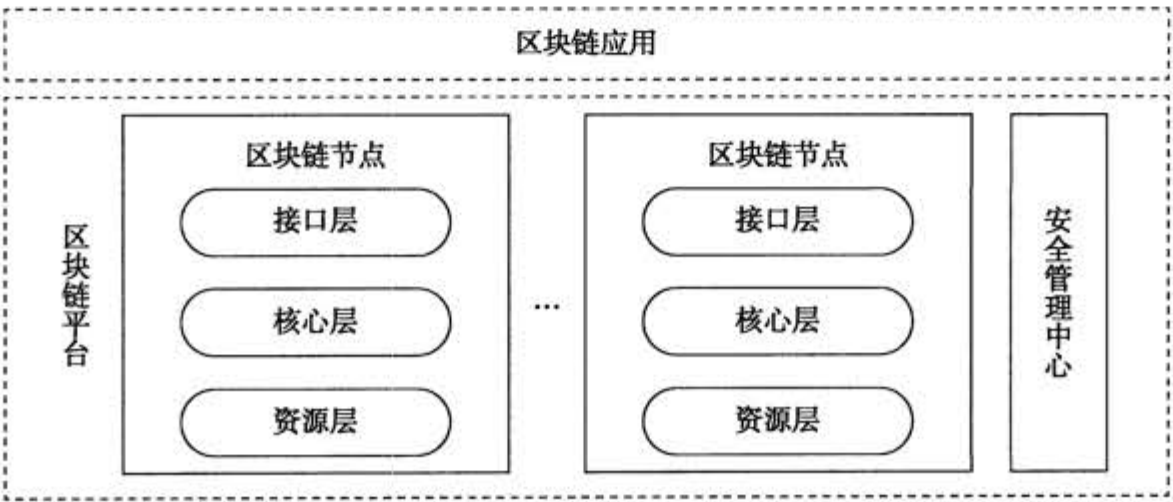 区块链应用
区块链平台
区块链节点
接口层
核心层
资源层
…
区块链节点
接口层
核心层
资源层
安全管理中心